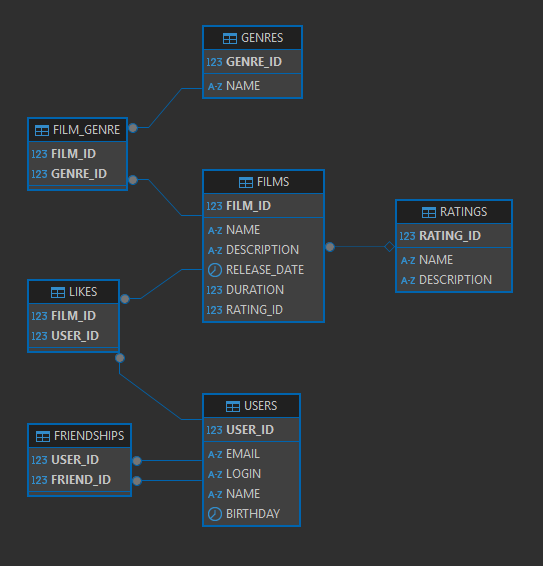 GENRES
123 GENRE_ID
A-Z NAME
FILM_GENRE
123 FILM_ID
123 GENRE_ID
FILMS
123 FILM_ID
A-Z NAME
A-Z DESCRIPTION
RELEASE_DATE
123 DURATION
123 RATING_ID
RATINGS
123 RATING_ID
A-Z NAME
A-Z DESCRIPTION
LIKES
123 FILM_ID
123 USER_ID
USERS
123 USER_ID
A-Z EMAIL
A-Z LOGIN
A-Z NAME
BIRTHDAY
FRIENDSHIPS
123 USER_ID
123 FRIEND_ID